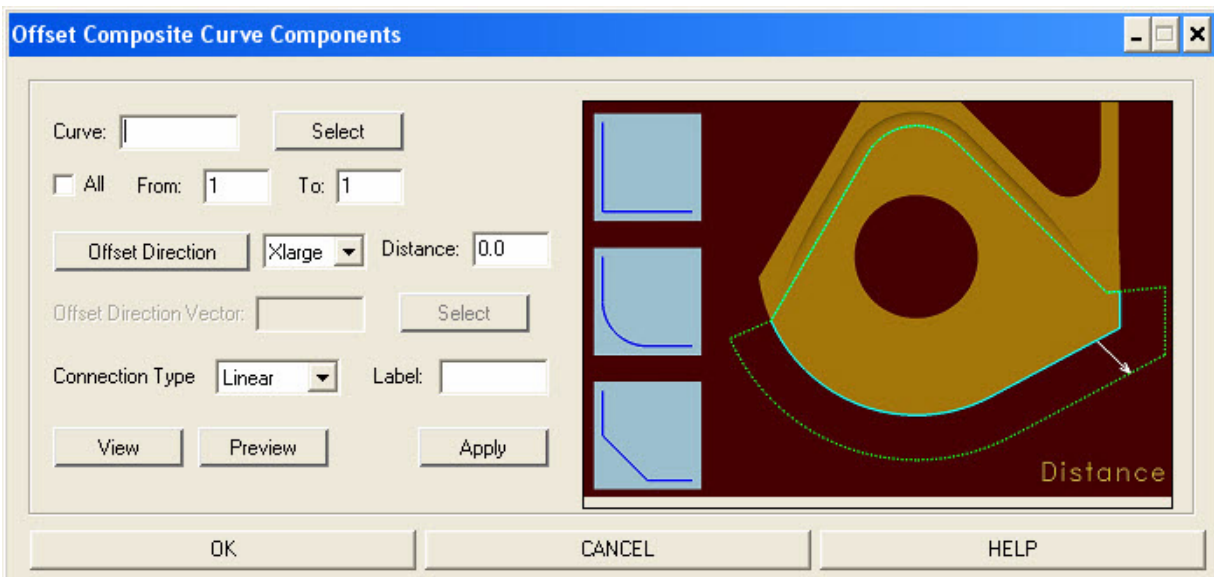 Offset Composite Curve Components
Curve: Select
All From: 1 To: 1
Offset Direction Xlarge Distance: 0.0
Offset Direction Vector: Select
Connection Type Linear Label:
View Preview Apply
Distance
OK CANCEL HELP